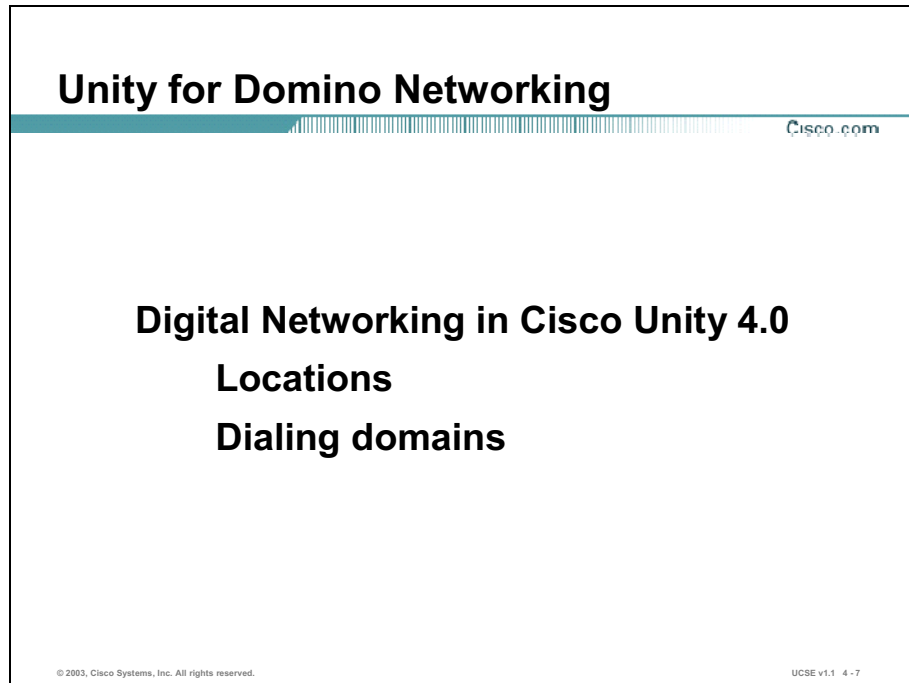 Unity for Domino Networking
Cisco.com
Digital Networking in Cisco Unity 4.0
Locations
Dialing domains
© 2003, Cisco Systems, Inc. All rights reserved.
UCSE v1.1 4 - 7